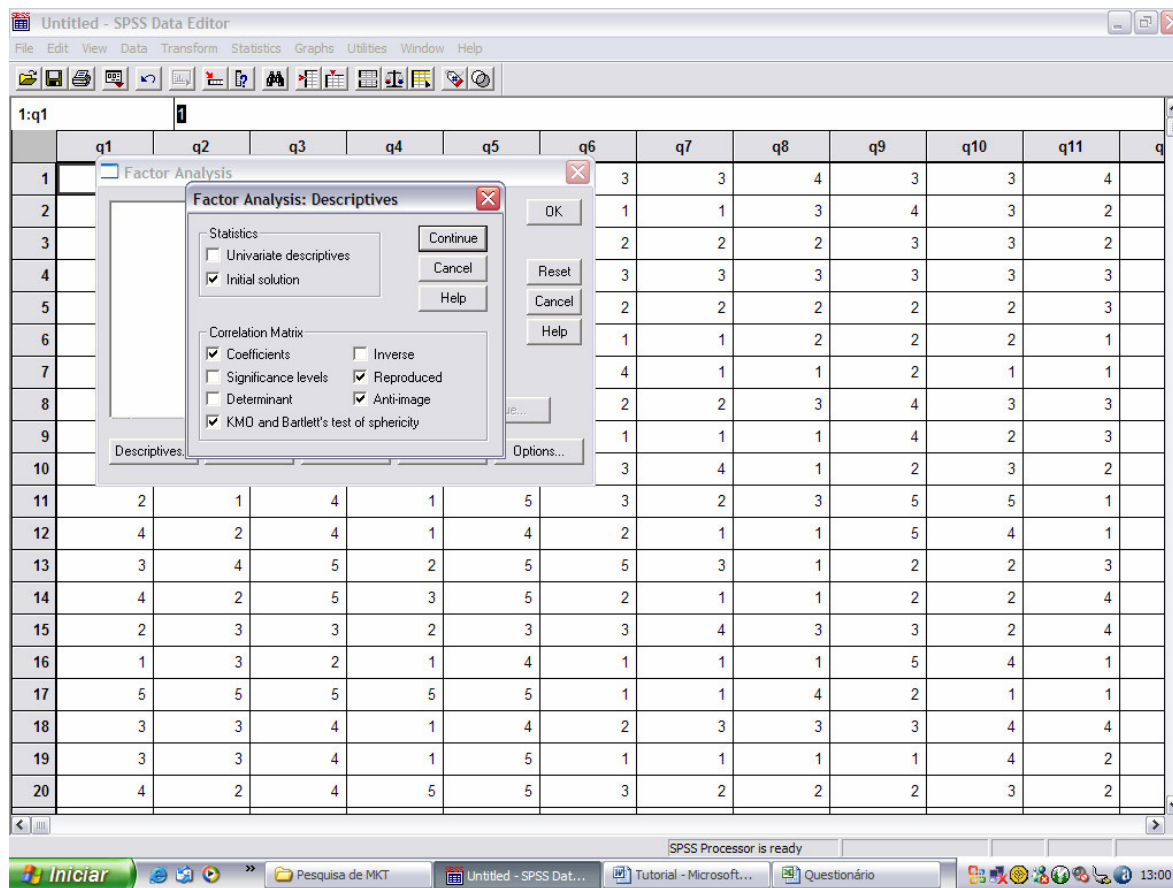 Untitled - SPSS Data Editor
File Edit View Data Transform Statistics Graphs Utilities Window Help
1:q1 1
q1 q2 q3 q4 q5 q6 q7 q8 q9 q10 q11 q
Factor Analysis
Factor Analysis: Descriptives
Statistics
Univariate descriptives
Initial solution
Continue
Cancel
Help
Correlation Matrix
Coefficients Inverse
Significance levels Reproduced
Determinant Anti-image
KMO and Bartlett's test of sphericity
OK
Reset
Cancel
Help
Descriptives... Options...
1 3 3 4 3 3 4
2 1 1 3 4 3 2
3 2 2 2 3 3 2
4 3 3 3 3 3 3
5 2 2 2 2 2 3
6 1 1 2 2 2 1
7 4 1 1 2 1 1
8 2 2 3 4 3 3
9 1 1 1 4 2 3
10 3 4 1 2 3 2
11 2 1 4 1 5 3 2 3 5 5 1
12 4 2 4 1 4 2 1 1 5 4 1
13 3 4 5 2 5 5 3 1 2 2 3
14 4 2 5 3 5 2 1 1 2 2 4
15 2 3 3 2 3 3 4 3 3 2 4
16 1 3 2 1 4 1 1 1 5 4 1
17 5 5 5 5 5 1 1 4 2 1 1
18 3 3 4 1 4 2 3 3 3 4 4
19 3 3 4 1 5 1 1 1 1 4 2
20 4 2 4 5 5 3 2 2 2 3 2
SPSS Processor is ready
Iniciar » Pesquisa de MKT Untitled - SPSS Dat... Tutorial - Microsoft... Questionário 13:00